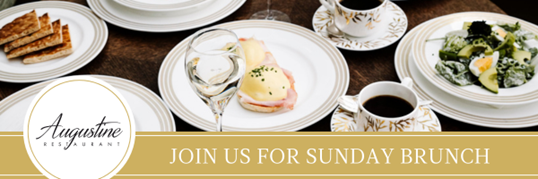 Augustine
RESTAURANT
JOIN US FOR SUNDAY BRUNCH